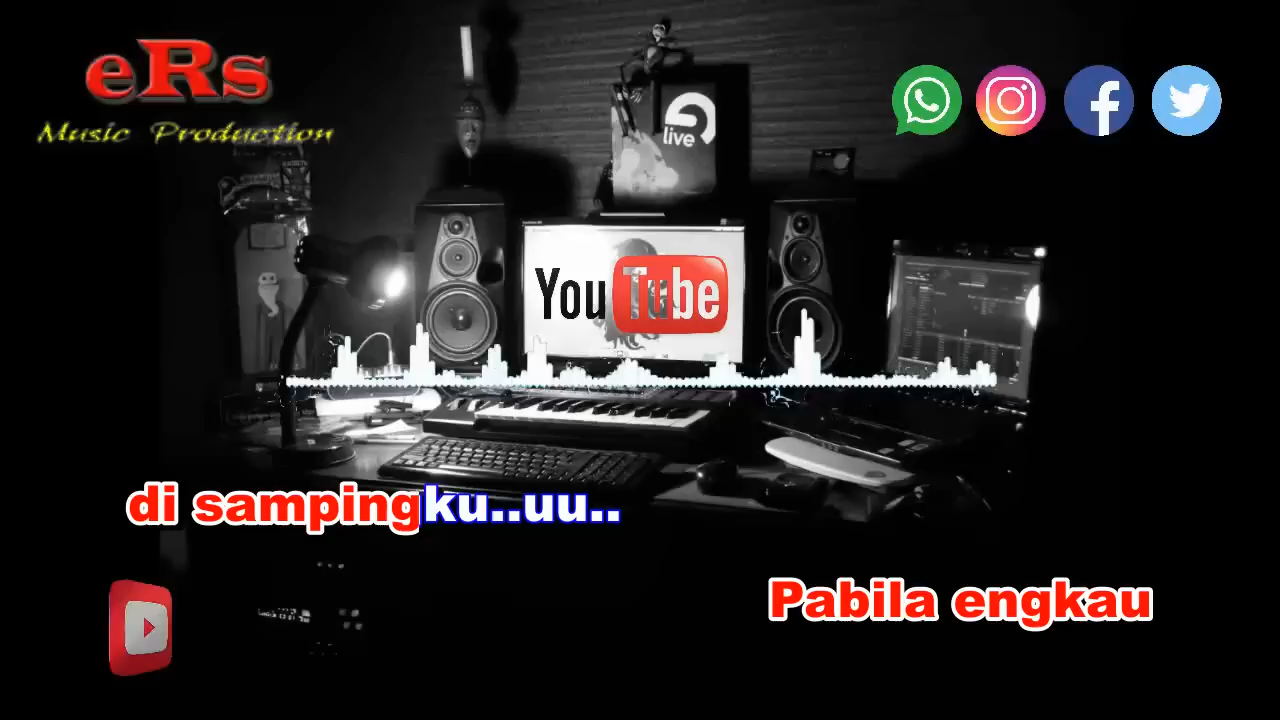 eRs
Music Production
live
YouTube
di sampingku..uu..
Pabila engkau